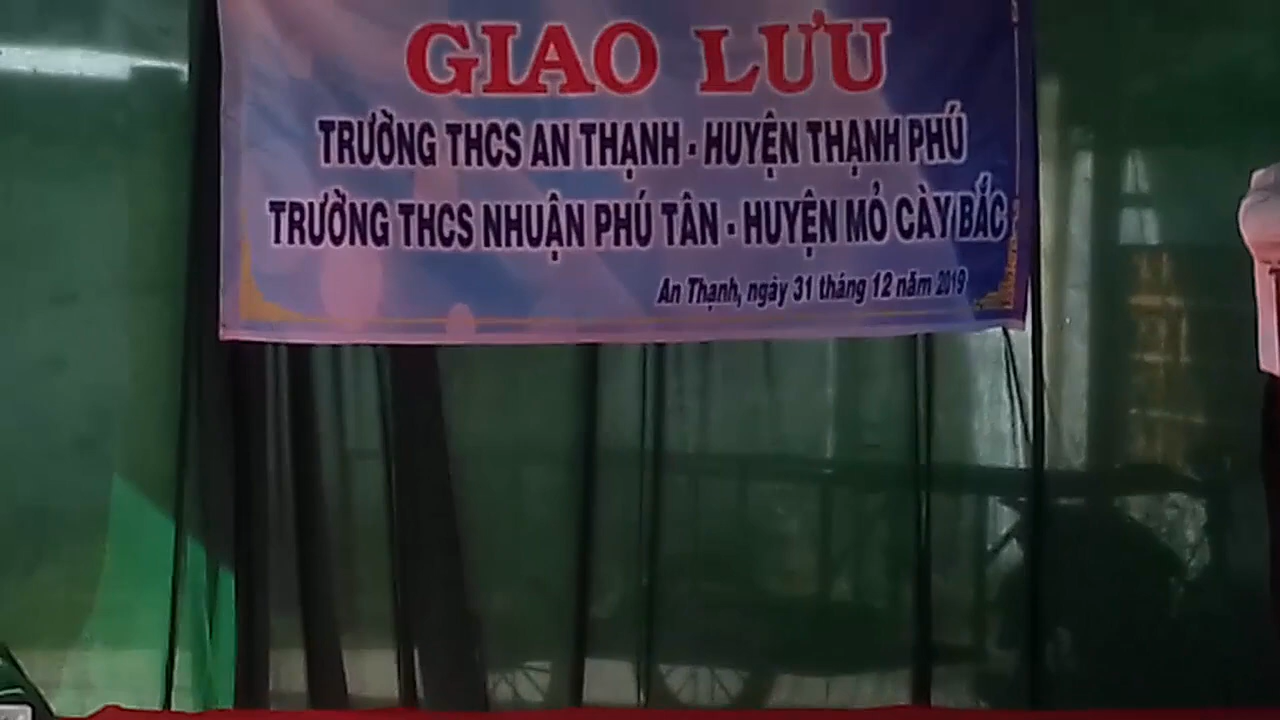 GIAO LƯU
TRƯỜNG THCS AN THẠNH - HUYỆN THẠNH PHÚ
TRƯỜNG THCS NHUẬN PHÚ TÂN - HUYỆN MỎ CÀY BẮC
An Thạnh, ngày 31 tháng 12 năm 2019